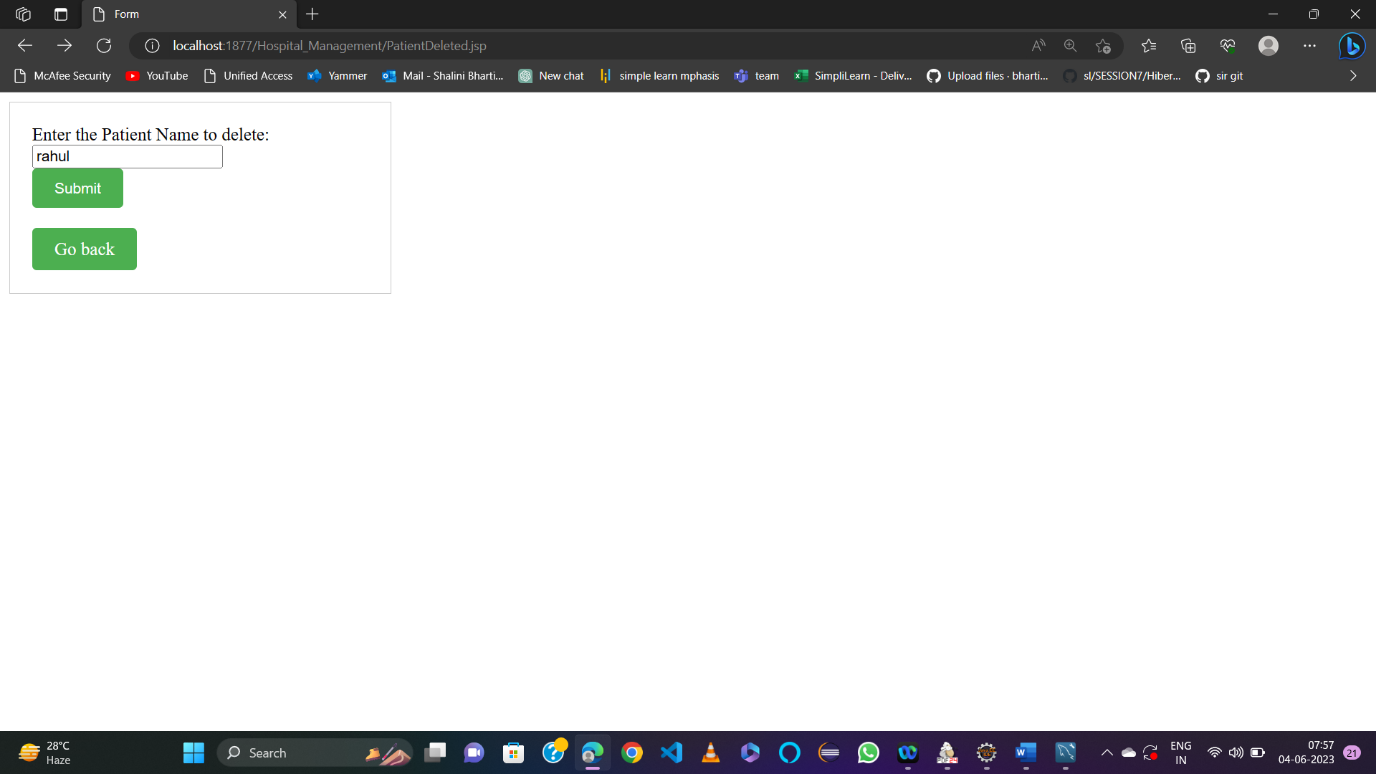 Form
localhost:1877/Hospital_Management/PatientDeleted.jsp
McAfee Security YouTube Unified Access Yammer Mail - Shalini Bharti... New chat simple learn mphasis team SimpliLearn - Deliv... Upload files · bharti... sl/SESSION7/Hiber... sir git
Enter the Patient Name to delete:
rahul
Submit
Go back
28°C
Haze
Search
ENG
IN
07:57
04-06-2023
21